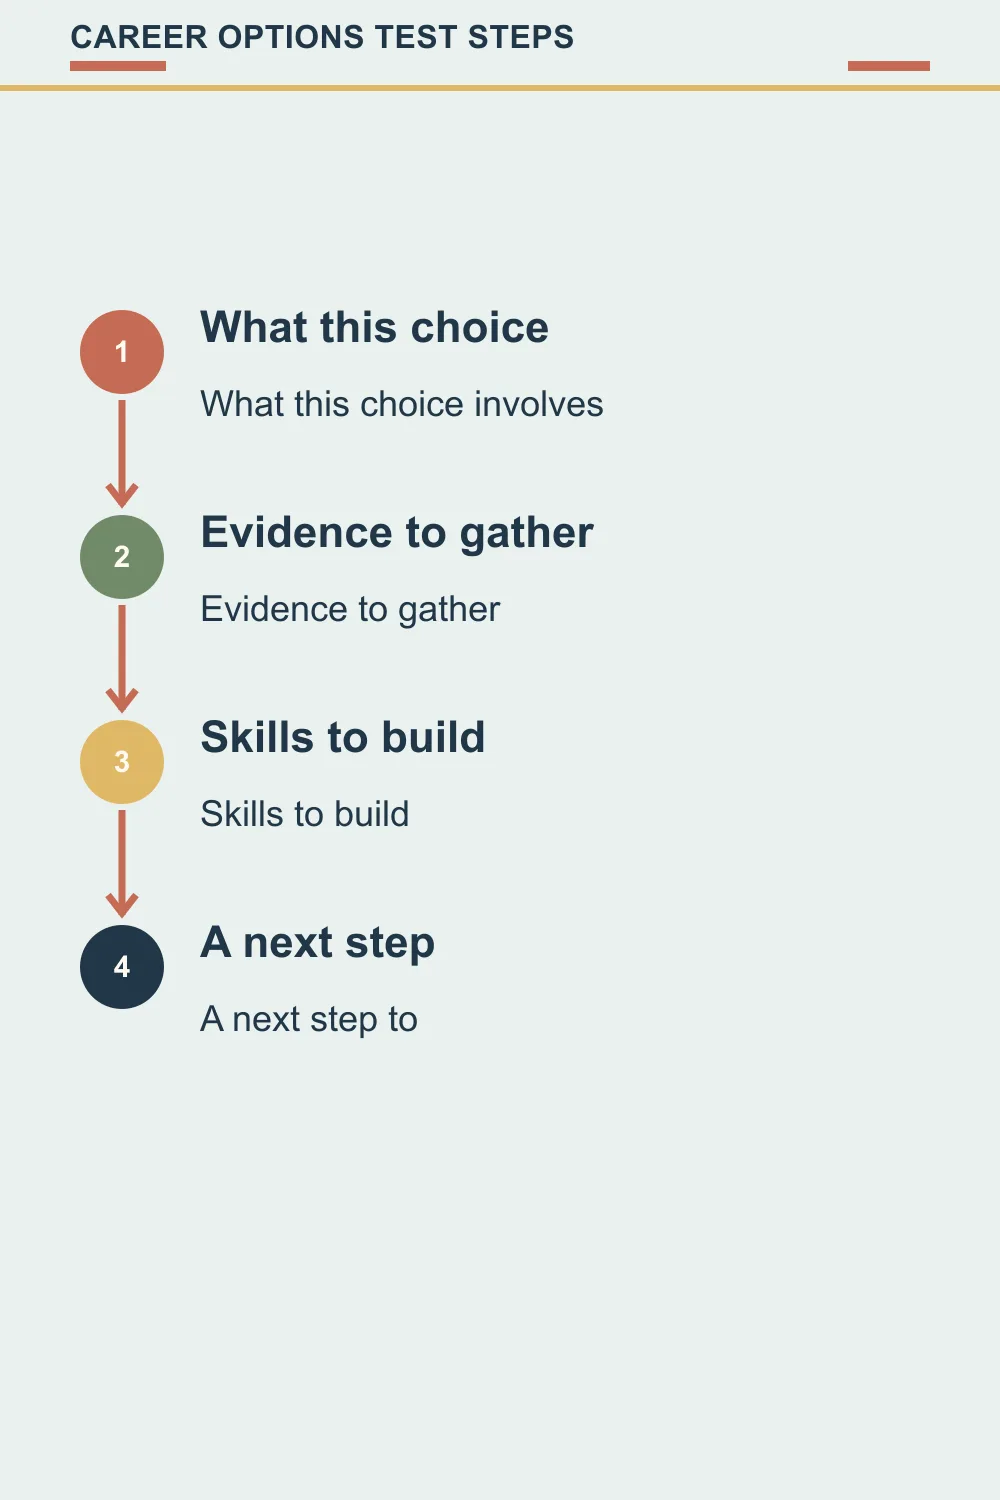 CAREER OPTIONS TEST STEPS
1
What this choice
What this choice involves
2
Evidence to gather
Evidence to gather
3
Skills to build
Skills to build
4
A next step
A next step to